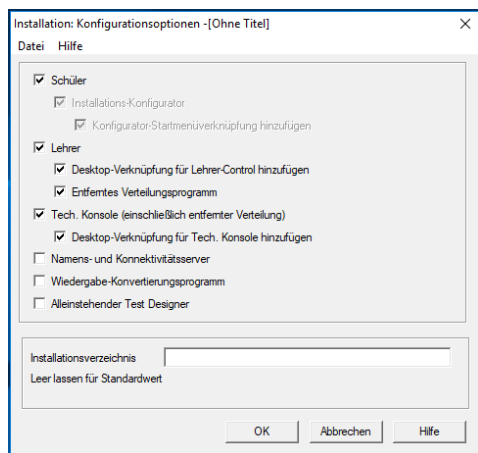 Installation: Konfigurationsoptionen -[Ohne Titel]
Datei Hilfe
Schüler
Installations-Konfigurator
Konfigurator-Startmenüverknüpfung hinzufügen
Lehrer
Desktop-Verknüpfung für Lehrer-Control hinzufügen
Entferntes Verteilungsprogramm
Tech. Konsole (einschließlich entfernter Verteilung)
Desktop-Verknüpfung für Tech. Konsole hinzufügen
Namens- und Konnektivitätsserver
Wiedergabe-Konvertierungsprogramm
Alleinstehender Test Designer
Installationsverzeichnis
Leer lassen für Standardwert
OK Abbrechen Hilfe